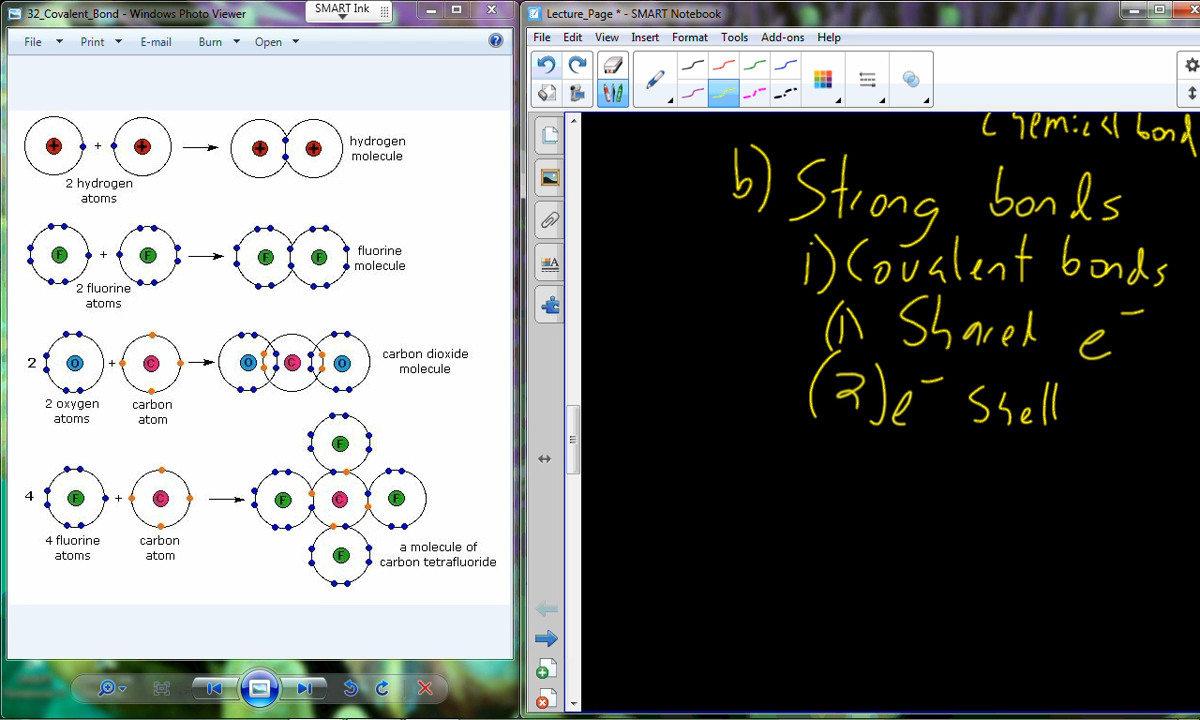 32_Covalent_Bond - Windows Photo Viewer
SMART Ink
File Print E-mail Burn Open
+ + + + +
hydrogen
molecule
2 hydrogen
atoms
F + F F F
fluorine
molecule
2 fluorine
atoms
2 O + C O C O
carbon dioxide
molecule
2 oxygen
atoms
carbon
atom
F
4 F + C F C F
4 fluorine
atoms
carbon
atom
F
a molecule of
carbon tetrafluoride
Lecture_Page * - SMART Notebook
File Edit View Insert Format Tools Add-ons Help
Chemical bond
b) Strong bonds
i) Covalent bonds
(1) Shared e⁻
(2) e⁻ shell